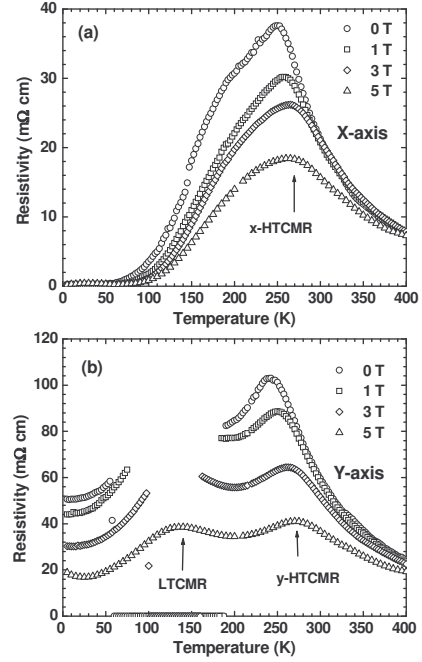 (a)
0 T
1 T
3 T
5 T
X-axis
x-HTCMR
Resistivity (mΩ cm)
40
30
20
10
0
0 50 100 150 200 250 300 350 400
Temperature (K)
(b)
0 T
1 T
3 T
5 T
Y-axis
LTCMR
y-HTCMR
Resistivity (mΩ cm)
120
100
80
60
40
20
0
0 50 100 150 200 250 300 350 400
Temperature (K)